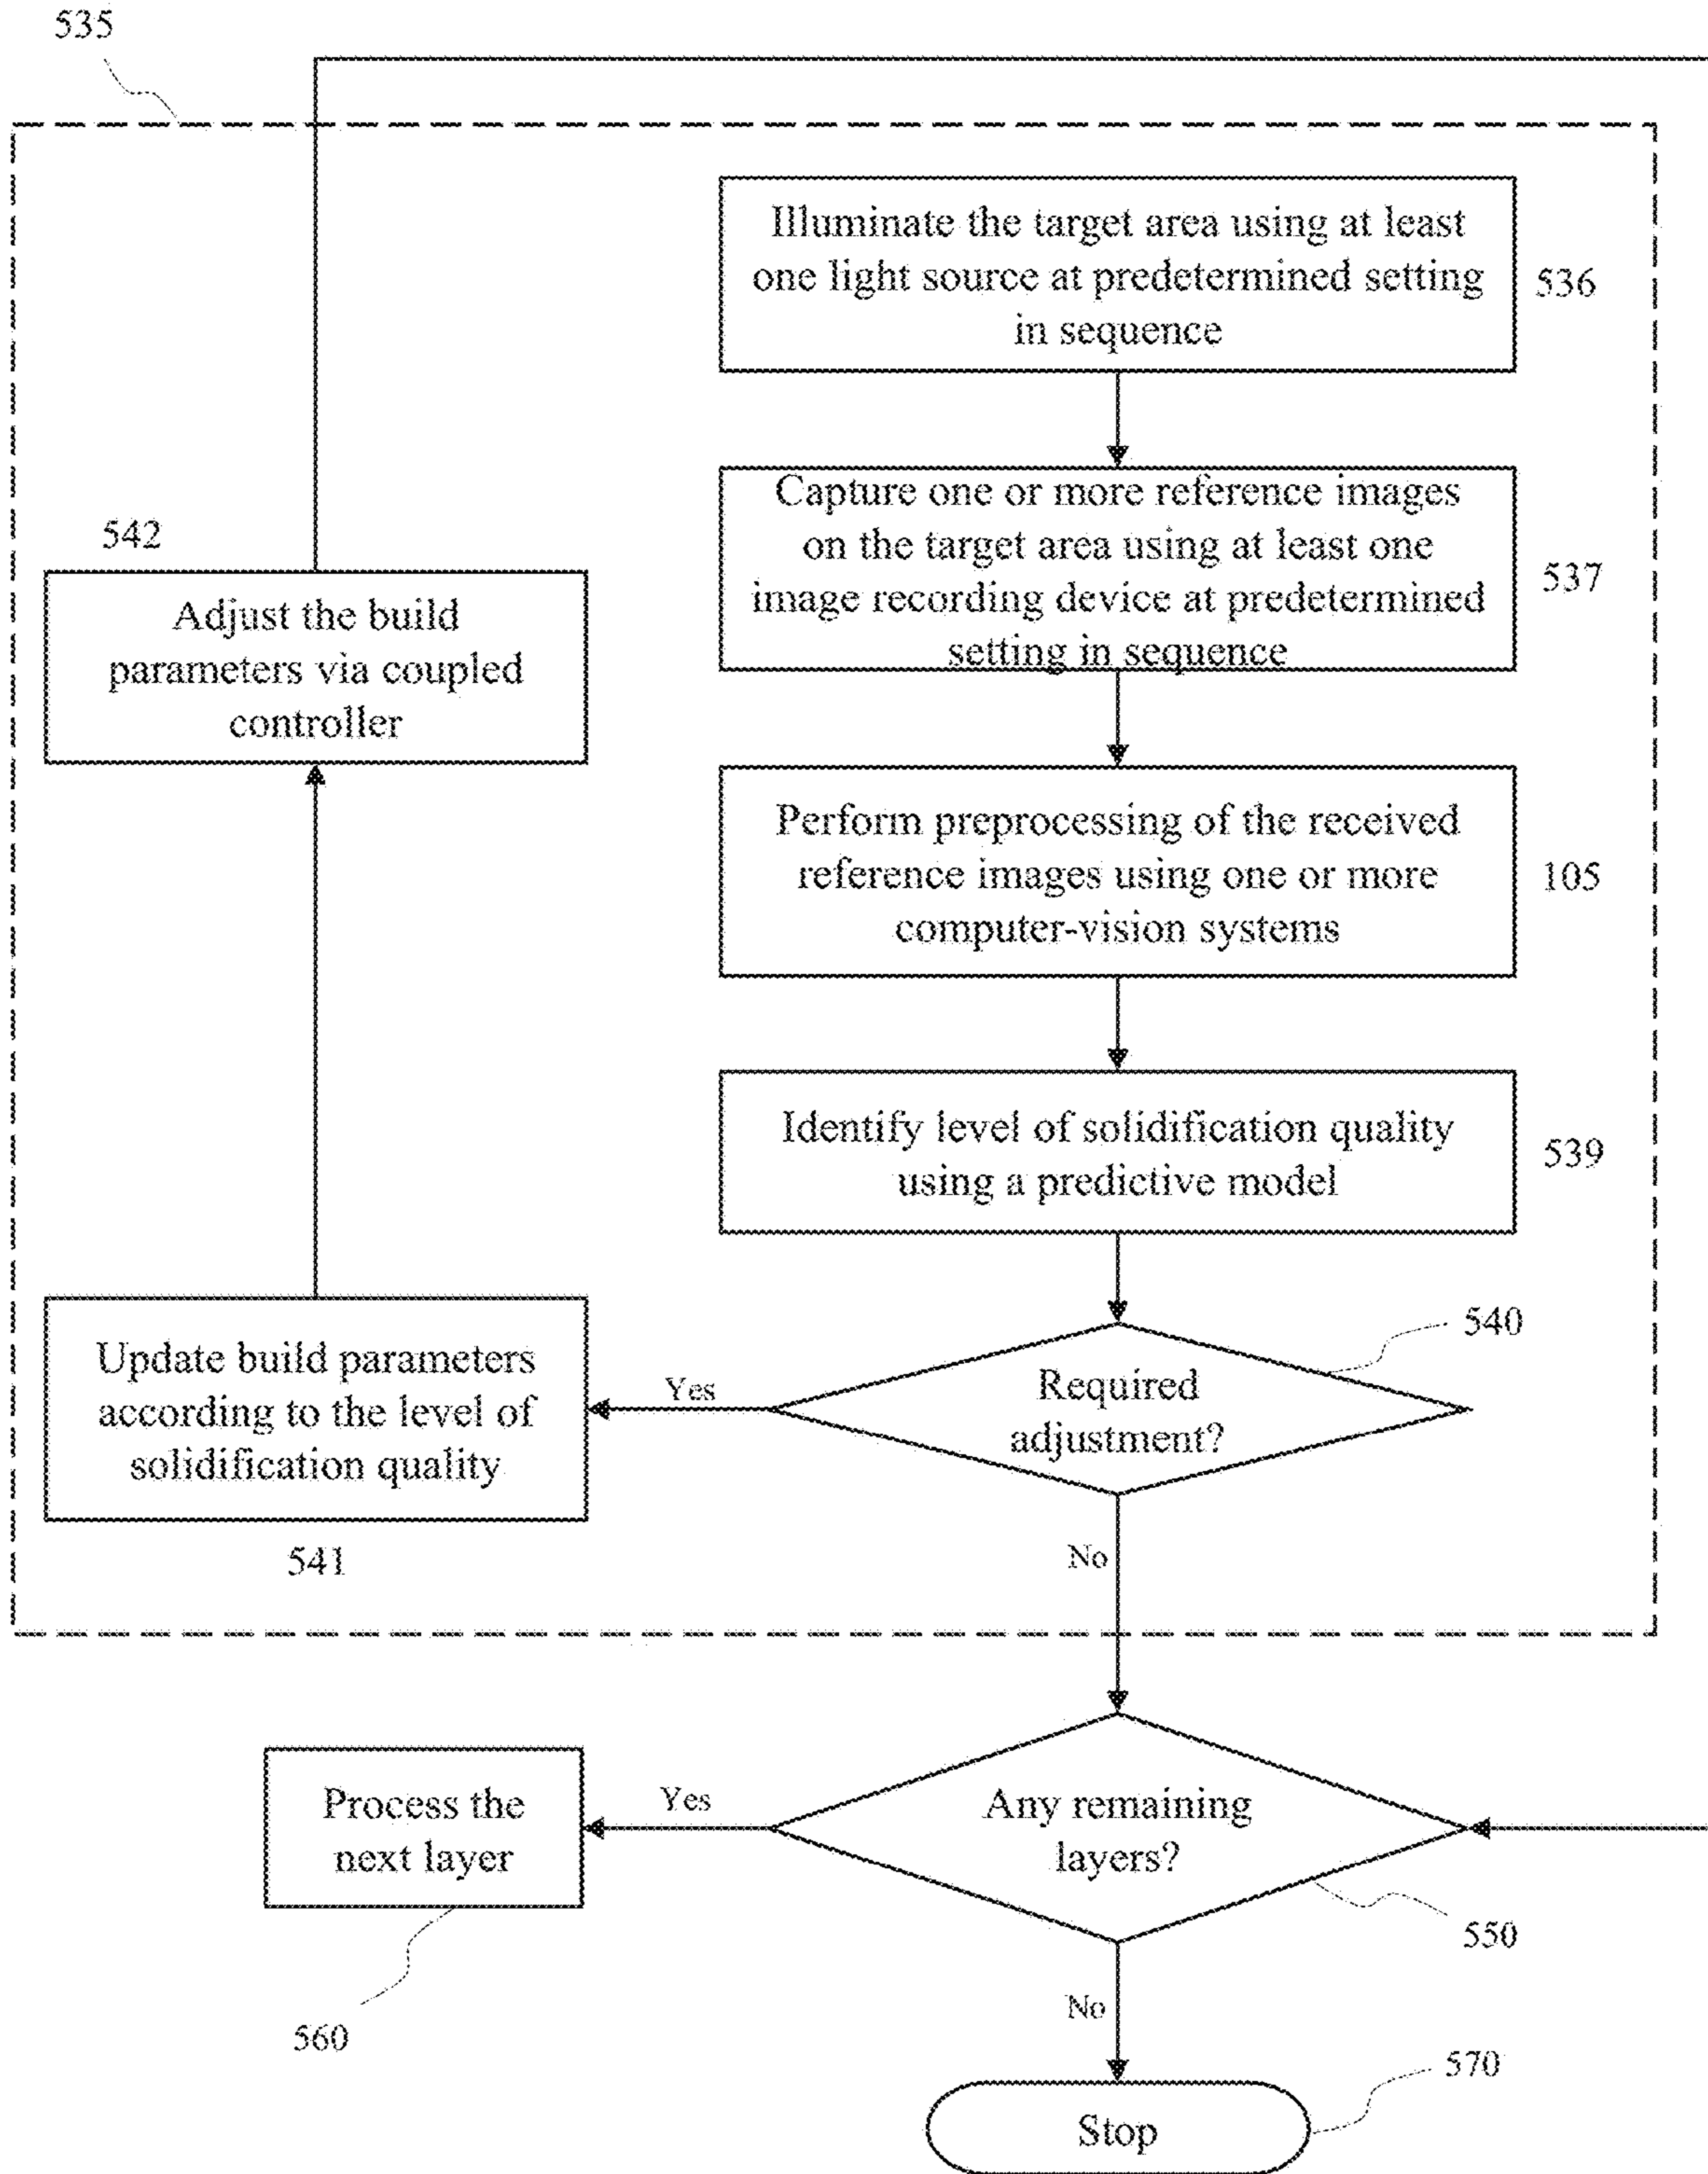 535
Illuminate the target area using at least
one light source at predetermined setting
in sequence
536
Capture one or more reference images
on the target area using at least one
image recording device at predetermined
setting in sequence
537
542
Adjust the build
parameters via coupled
controller
Perform preprocessing of the received
reference images using one or more
computer-vision systems
105
Identify level of solidification quality
using a predictive model
539
540
Required
adjustment?
Yes
Update build parameters
according to the level of
solidification quality
541
No
Any remaining
layers?
550
Yes
Process the
next layer
560
No
570
Stop